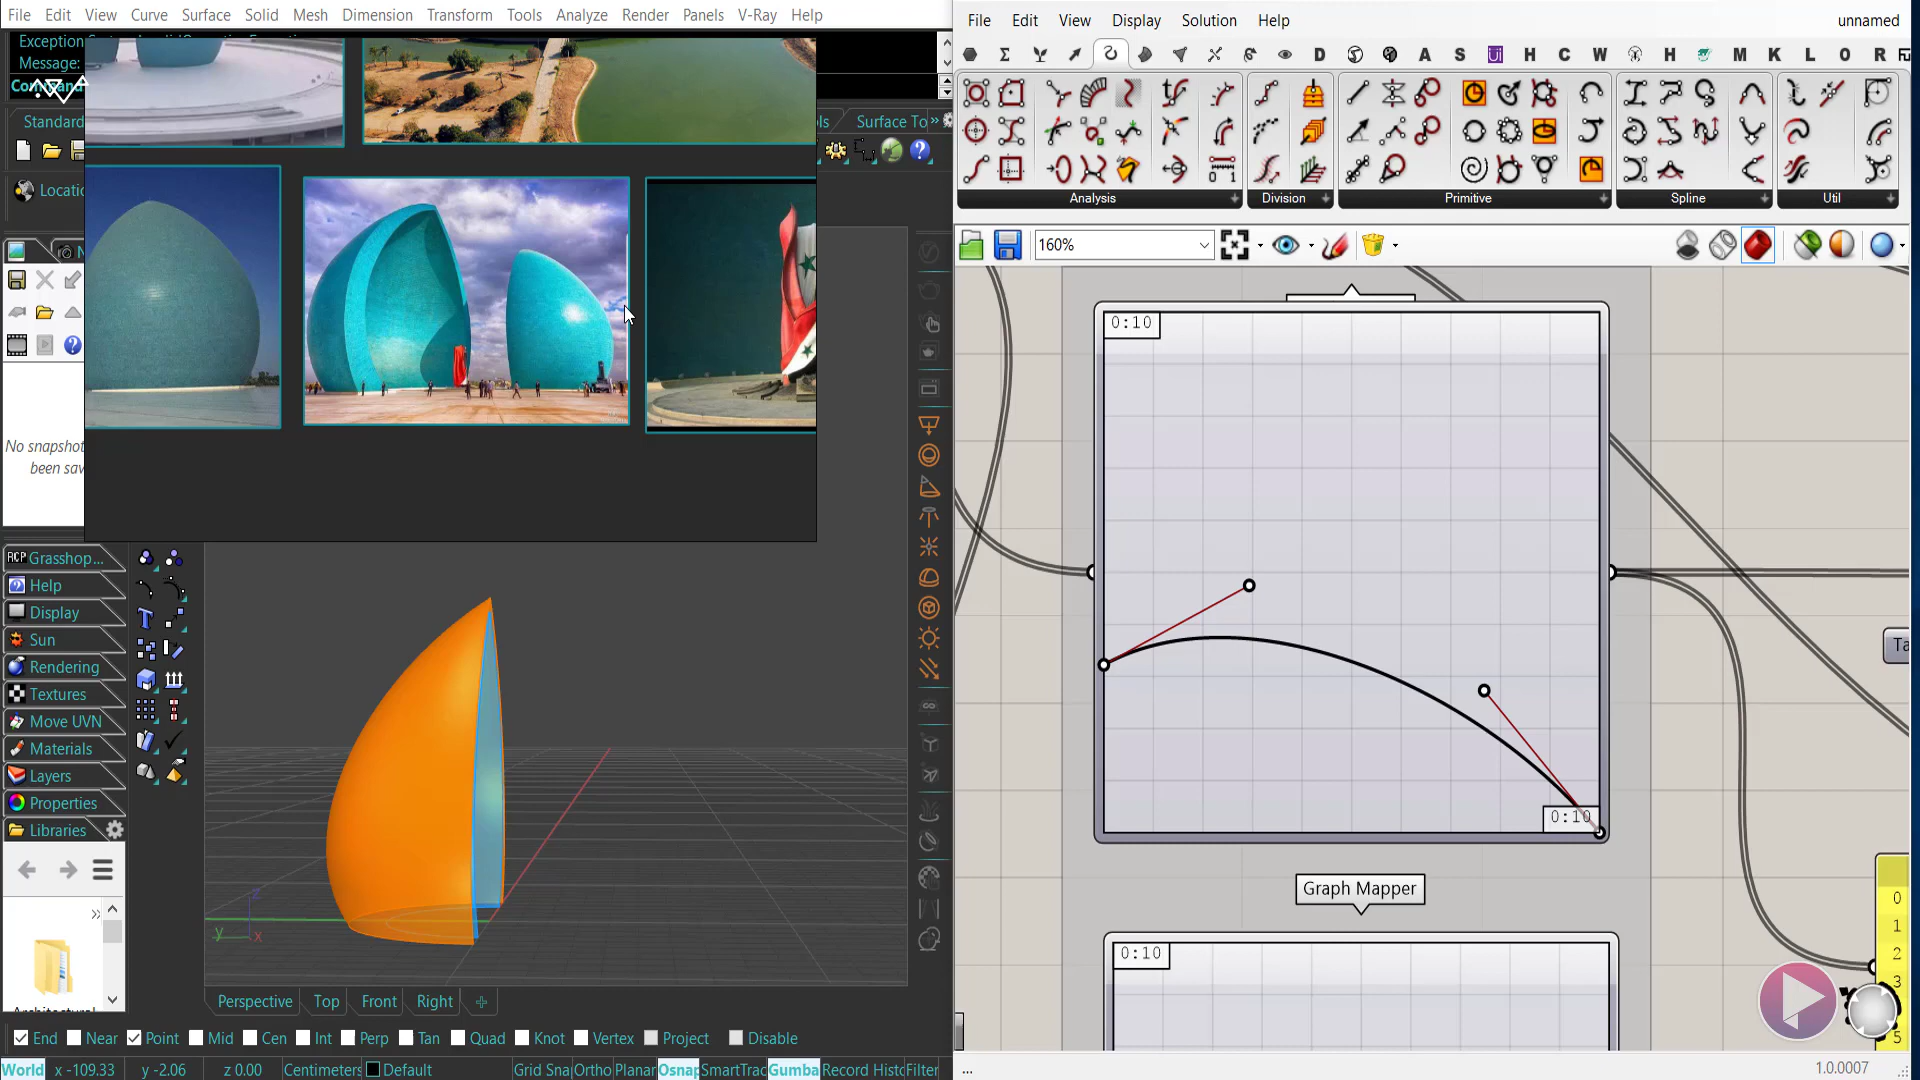 File Edit View Curve Surface Solid Mesh Dimension Transform Tools Analyze Render Panels V-Ray Help
Exception
Message:
Command
Standard
Surface To
Locatio
No snapshot
been sav
RCP Grasshop...
Help
Display
Sun
Rendering
Textures
Move UVN
Materials
Layers
Properties
Libraries
y
x
z
Perspective Top Front Right
End Near Point Mid Cen Int Perp Tan Quad Knot Vertex Project Disable
World x -109.33 y -2.06 z 0.00 Centimeters Default Grid Sna Ortho Planar Osnap SmartTrac Gumba Record Histo Filter
File Edit View Display Solution Help unnamed
D A S UI H C W H M K L O R
Analysis Division Primitive Spline Util
160%
0:10
0:10
Graph Mapper
0:10
Ta
0
1
2
3
5
... 1.0.0007